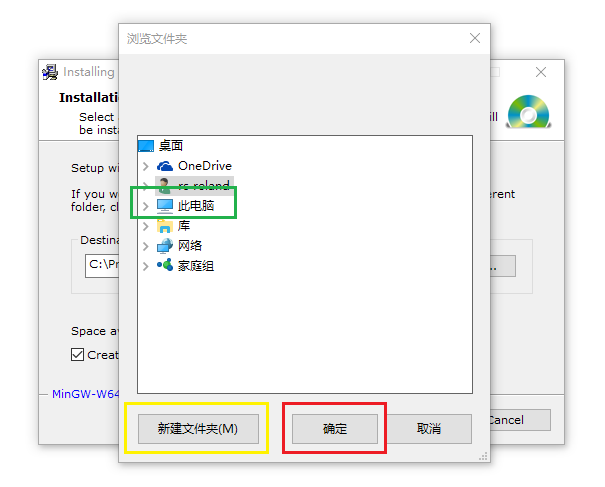 浏览文件夹
Installing
Installation
Select
ill
be insta
桌面
OneDrive
rs-roland
此电脑
库
网络
家庭组
Setup wi
If you w
erent
folder, cl
Destina
C:\Pr
...
Space av
Creat
MinGW-W64
新建文件夹(M)
确定
取消
Cancel